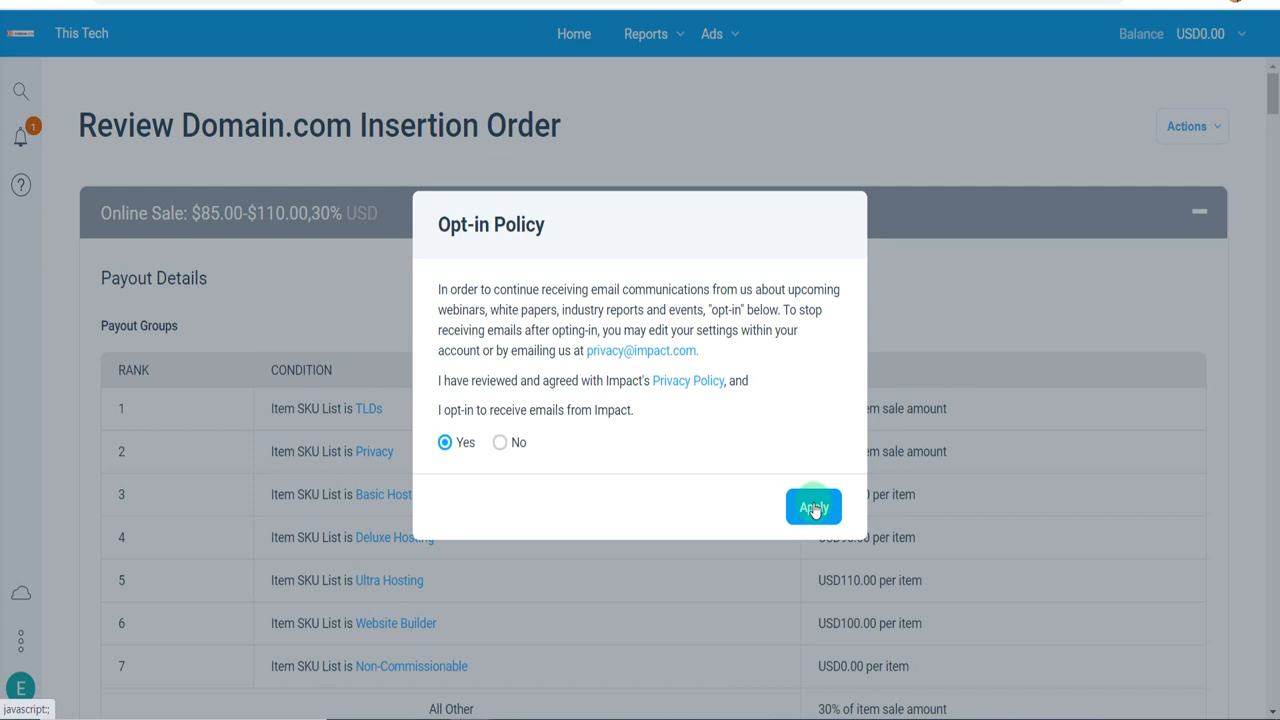 This Tech
Home
Reports
Ads
Balance USD0.00
1
Review Domain.com Insertion Order
Actions
Online Sale: $85.00-$110.00,30% USD
Payout Details
Payout Groups
RANK CONDITION
1 Item SKU List is TLDs em sale amount
2 Item SKU List is Privacy em sale amount
3 Item SKU List is Basic Host per item
4 Item SKU List is Deluxe Hosting per item
5 Item SKU List is Ultra Hosting USD110.00 per item
6 Item SKU List is Website Builder USD100.00 per item
7 Item SKU List is Non-Commissionable USD0.00 per item
All Other 30% of item sale amount
Opt-in Policy
In order to continue receiving email communications from us about upcoming
webinars, white papers, industry reports and events, "opt-in" below. To stop
receiving emails after opting-in, you may edit your settings within your
account or by emailing us at privacy@impact.com.
I have reviewed and agreed with Impact's Privacy Policy, and
I opt-in to receive emails from Impact.
Yes No
Apply
E
javascript:;